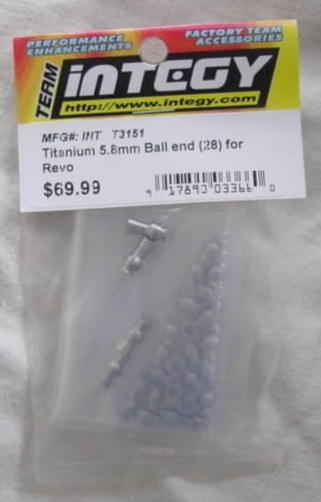 PERFORMANCE
ENHANCEMENTS
FACTORY TEAM
ACCESSORIES
TEAM
iNTEGY
http://www.integy.com
MFG#: INT T3151
Titanium 5.8mm Ball end (28) for
Revo
$69.99
9 17890 03366 0